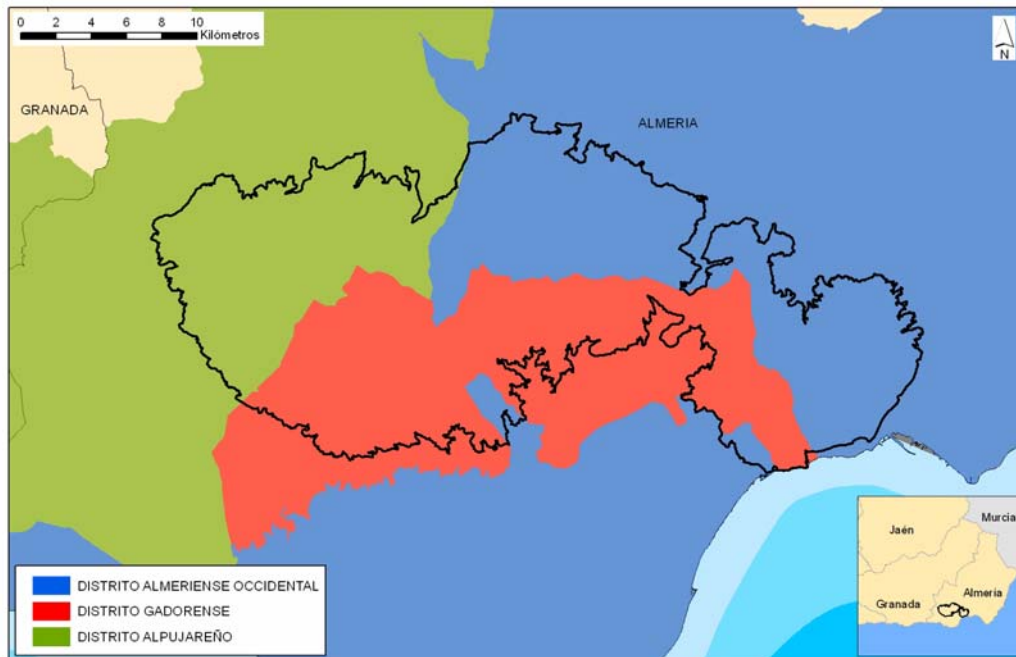 0 2 4 6 8 10
Kilómetros
N
GRANADA
ALMERIA
Jaén
Murcia
Granada
Almería
DISTRITO ALMERIENSE OCCIDENTAL
DISTRITO GADORENSE
DISTRITO ALPUJAREÑO